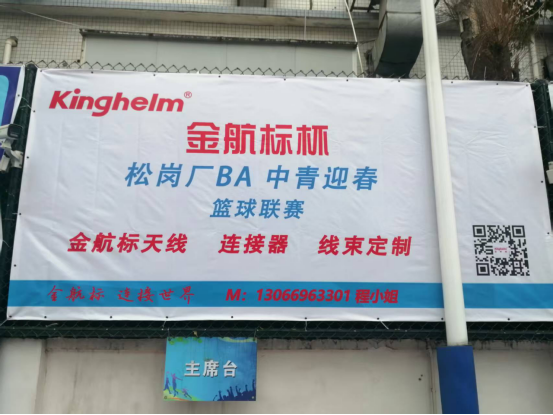 Kinghelm®
金航标杯
松岗厂BA 中青迎春
篮球联赛
金航标天线 连接器 线束定制
金航标 连接世界 M：13066963301 程小姐
主席台